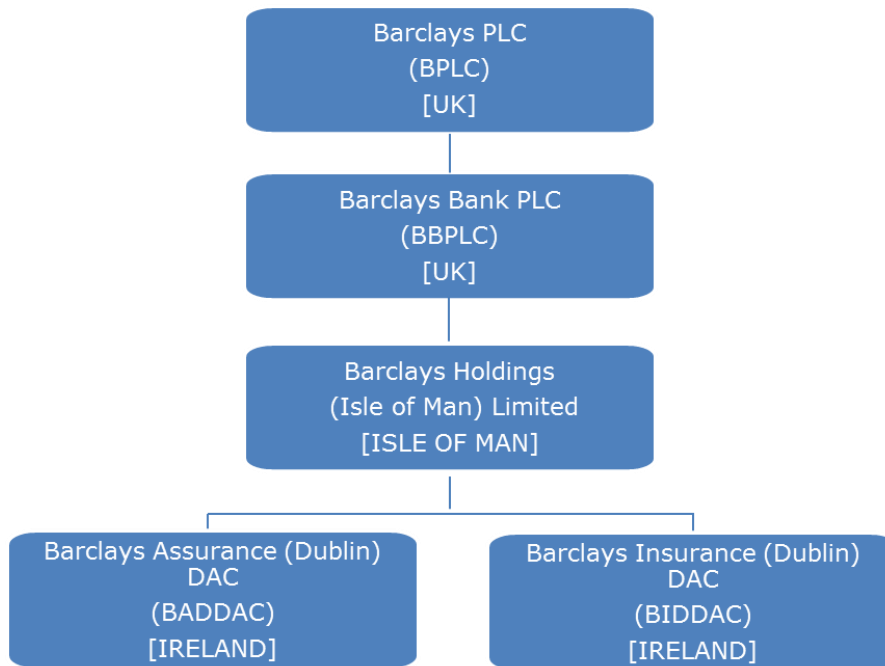 Barclays PLC
(BPLC)
[UK]
Barclays Bank PLC
(BBPLC)
[UK]
Barclays Holdings
(Isle of Man) Limited
[ISLE OF MAN]
Barclays Assurance (Dublin)
DAC
(BADDAC)
[IRELAND]
Barclays Insurance (Dublin)
DAC
(BIDDAC)
[IRELAND]